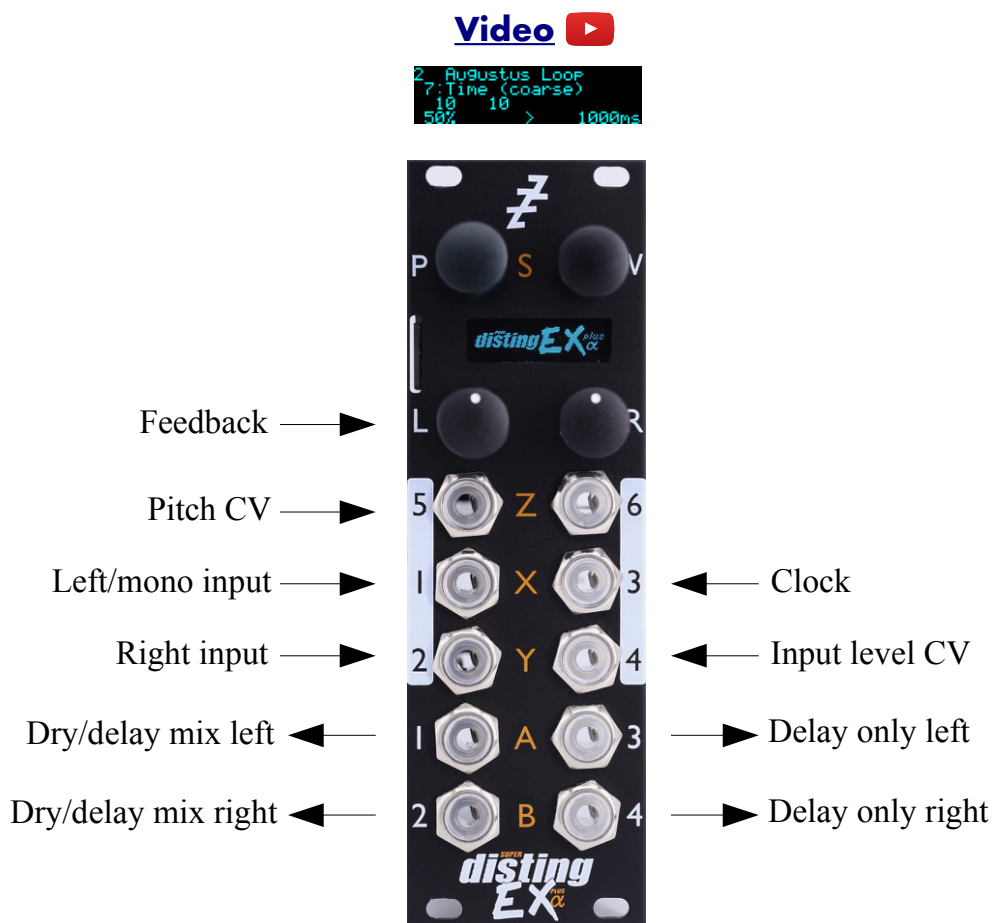 Video
2 Augustus Loop
7:Time (coarse)
10 10
50% > 1000ms
P S V
disting EX plus α
Feedback L R
Pitch CV 5 Z 6
Left/mono input 1 X 3 Clock
Right input 2 Y 4 Input level CV
Dry/delay mix left 1 A 3 Delay only left
Dry/delay mix right 2 B 4 Delay only right
SUPER
disting
EX PLUS α